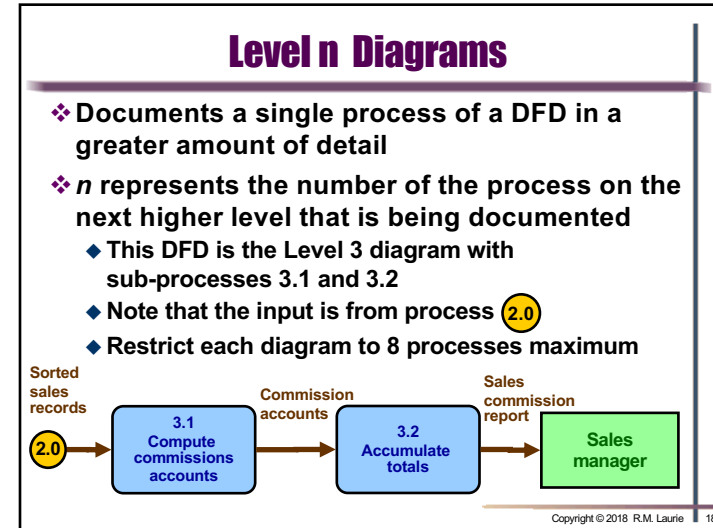 Level n Diagrams
Documents a single process of a DFD in a
greater amount of detail
n represents the number of the process on the
next higher level that is being documented
This DFD is the Level 3 diagram with
sub-processes 3.1 and 3.2
Note that the input is from process 2.0
Restrict each diagram to 8 processes maximum
Sorted
sales
records
2.0
3.1
Compute
commissions
accounts
Commission
accounts
3.2
Accumulate
totals
Sales
commission
report
Sales
manager
Copyright © 2018 R.M. Laurie 18